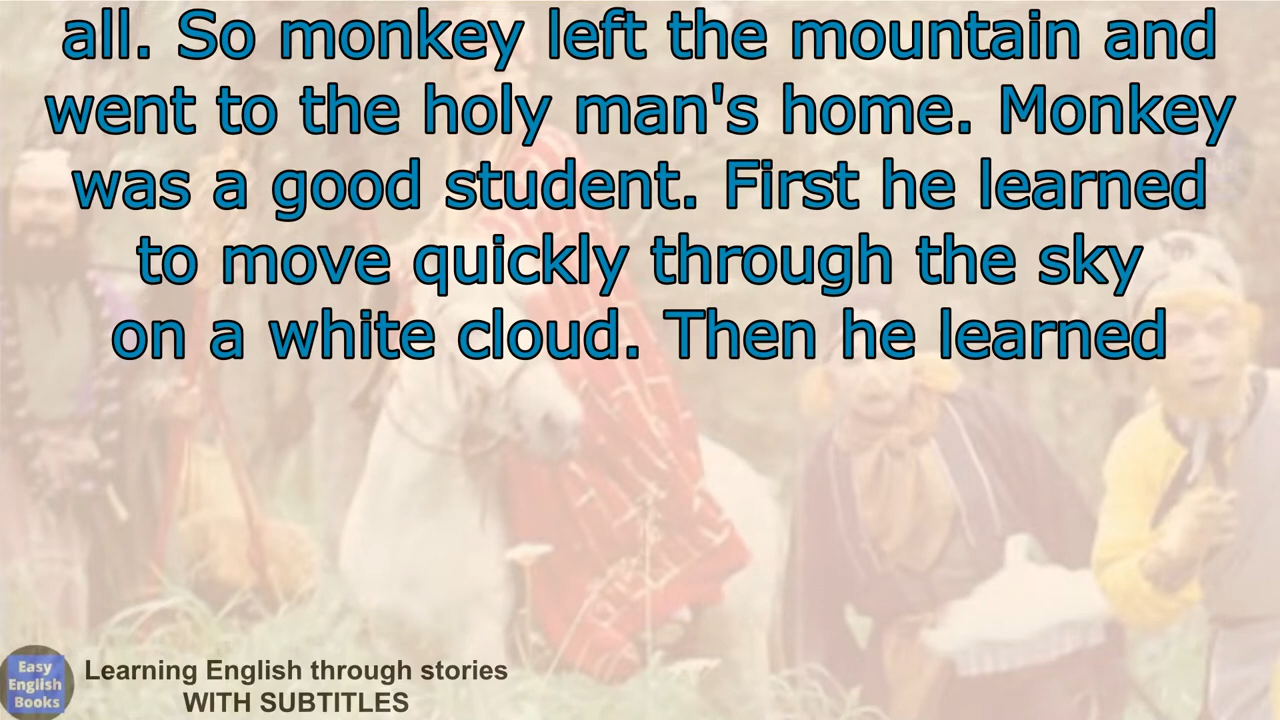 all. So monkey left the mountain and
went to the holy man's home. Monkey
was a good student. First he learned
to move quickly through the sky
on a white cloud. Then he learned
Easy
English
Books
Learning English through stories
WITH SUBTITLES